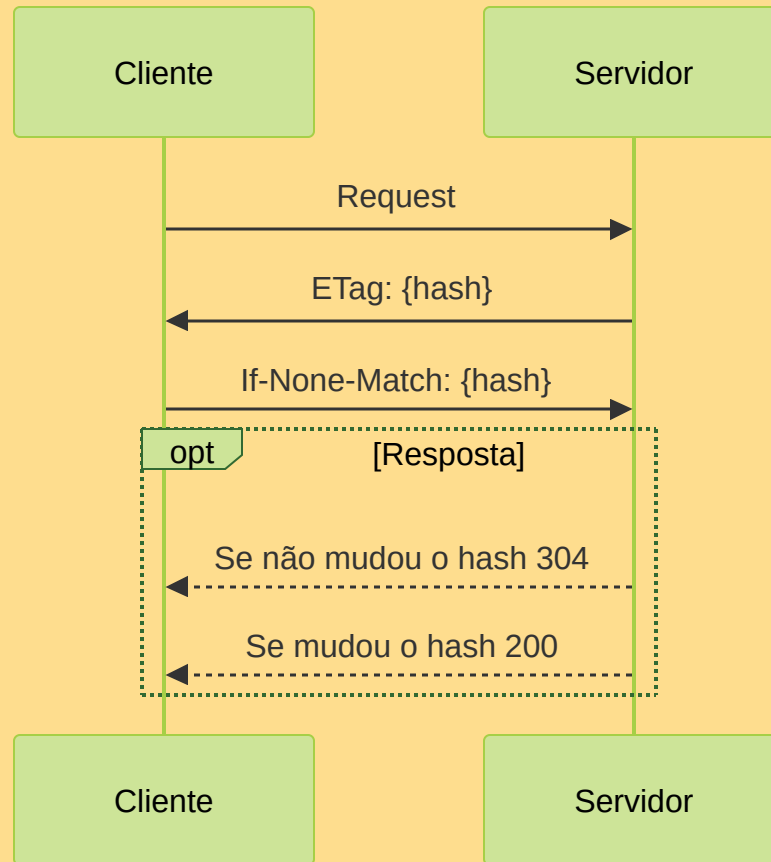 Cliente
Servidor
Request
ETag: {hash}
If-None-Match: {hash}
opt
[Resposta]
Se não mudou o hash 304
Se mudou o hash 200
Cliente
Servidor